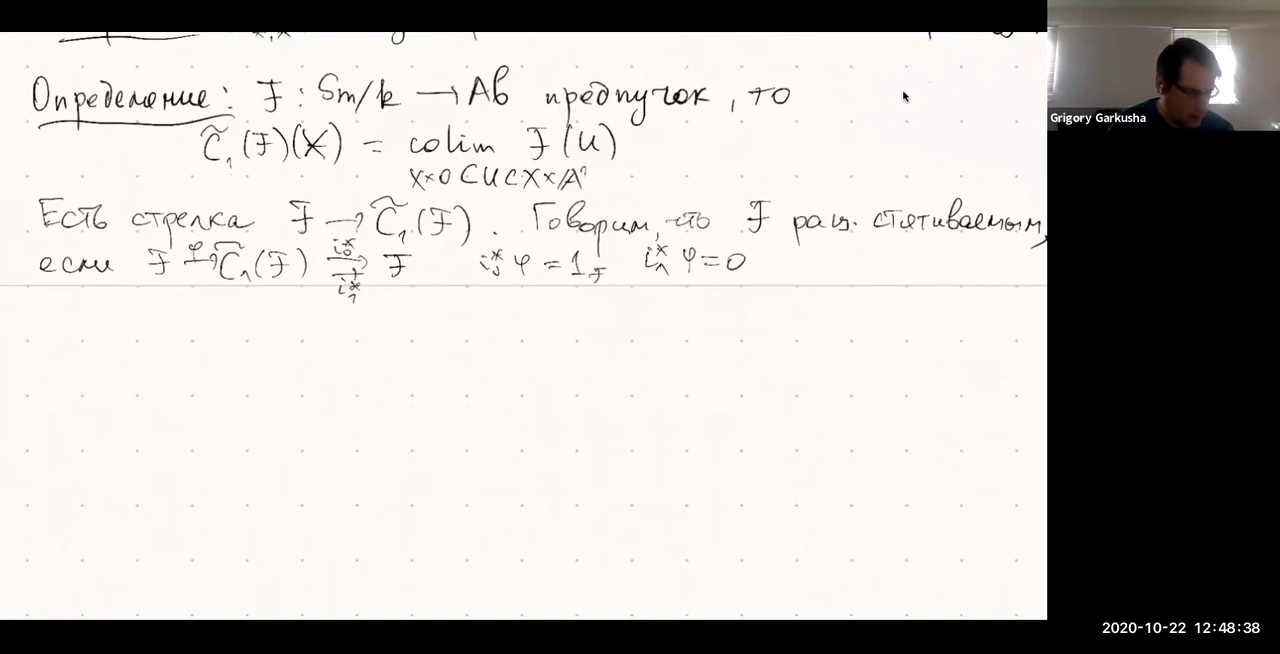 Определение: F : Sm/k → Ab предпучок, то
C̃₁(F)(X) = colim F(U)
X×0 ⊂ U ⊂ X×A¹
Есть стрелка F → C̃₁(F). Говорим, что F рац. стягиваемым,
если F →^φ C̃₁(F) ⇉ F i₀* φ = 1_F i₁* φ = 0
i₀*
i₁*
Grigory Garkusha
2020-10-22 12:48:38